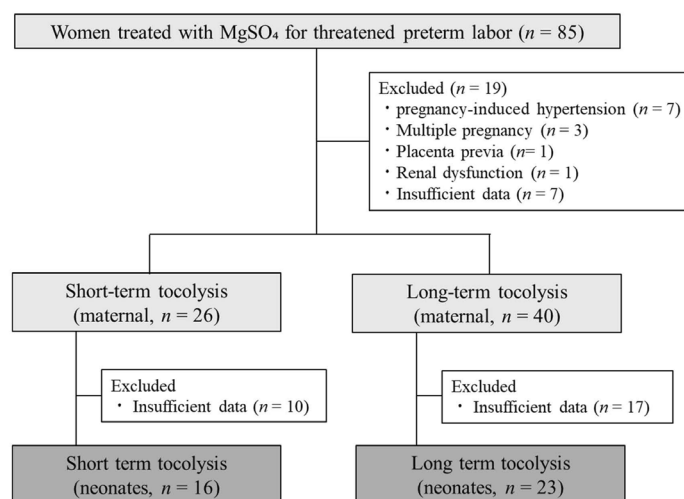 Women treated with MgSO₄ for threatened preterm labor (n = 85)
Excluded (n = 19)
・pregnancy-induced hypertension (n = 7)
・Multiple pregnancy (n = 3)
・Placenta previa (n= 1)
・Renal dysfunction (n = 1)
・Insufficient data (n = 7)
Short-term tocolysis
(maternal, n = 26)
Long-term tocolysis
(maternal, n = 40)
Excluded
・Insufficient data (n = 10)
Excluded
・Insufficient data (n = 17)
Short term tocolysis
(neonates, n = 16)
Long term tocolysis
(neonates, n = 23)